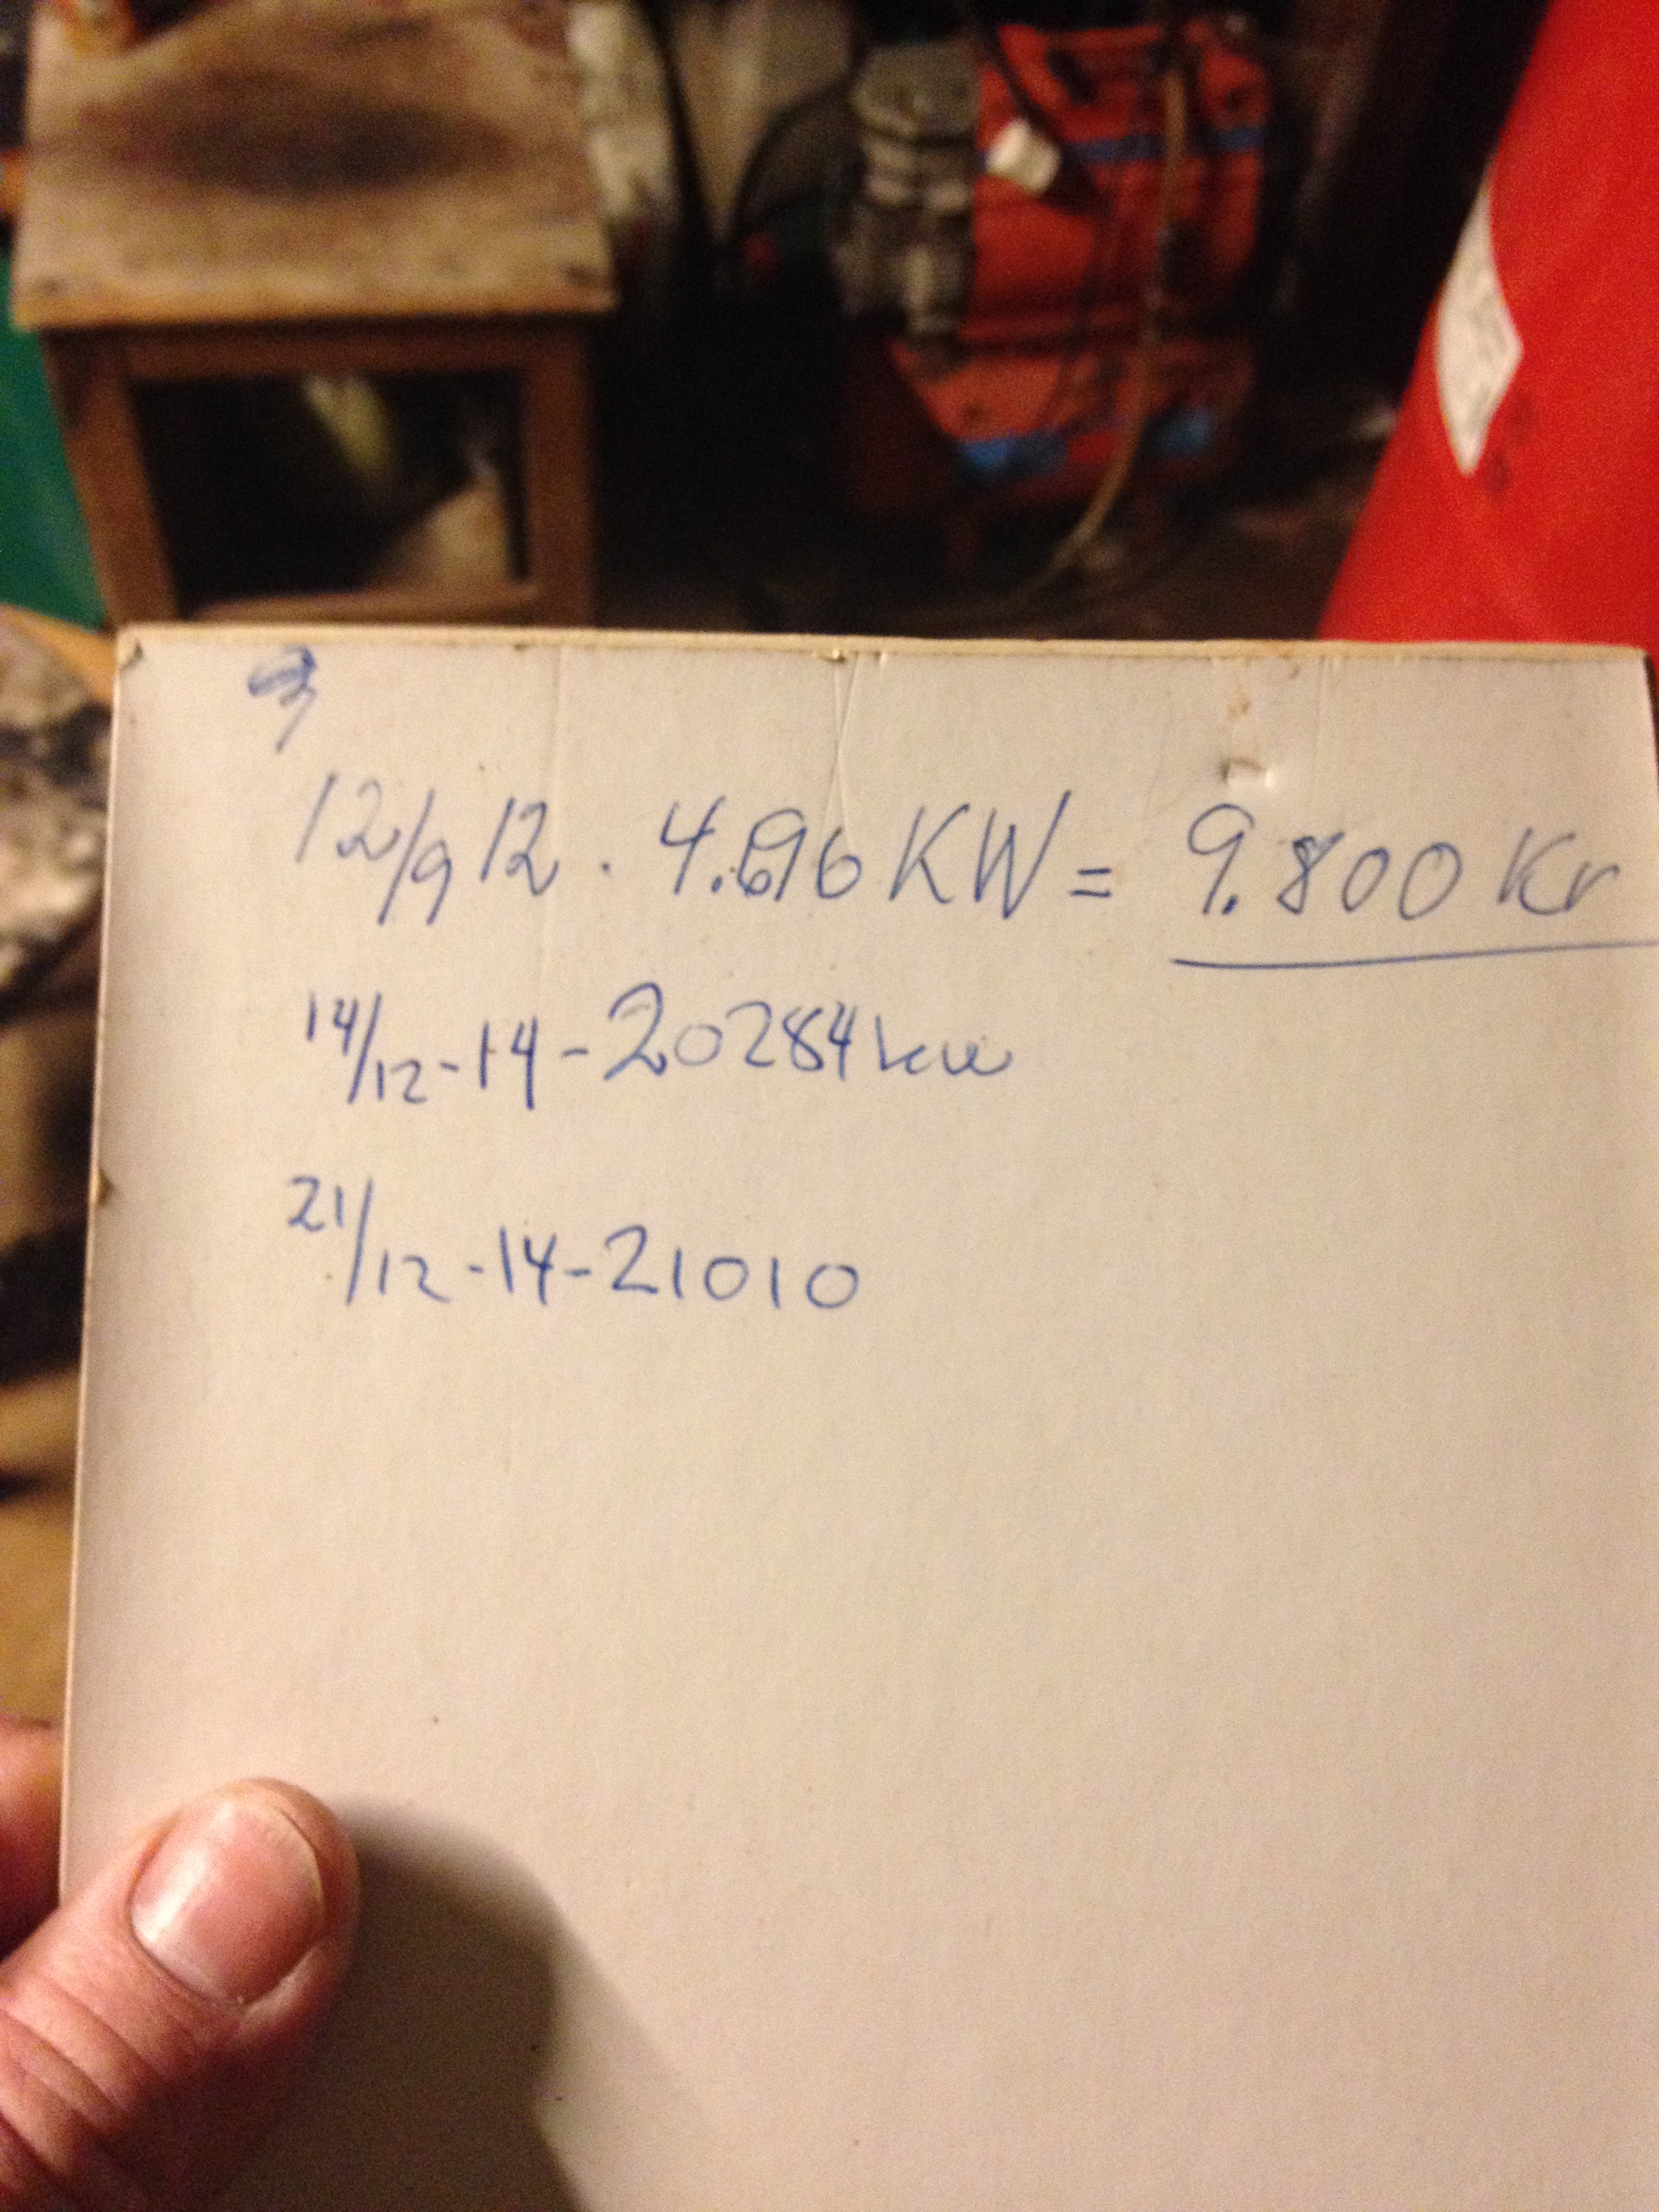 12/9 12 . 4.696 KW = 9.800 Kr
14/12-14-20284 kw
21/12-14-21010